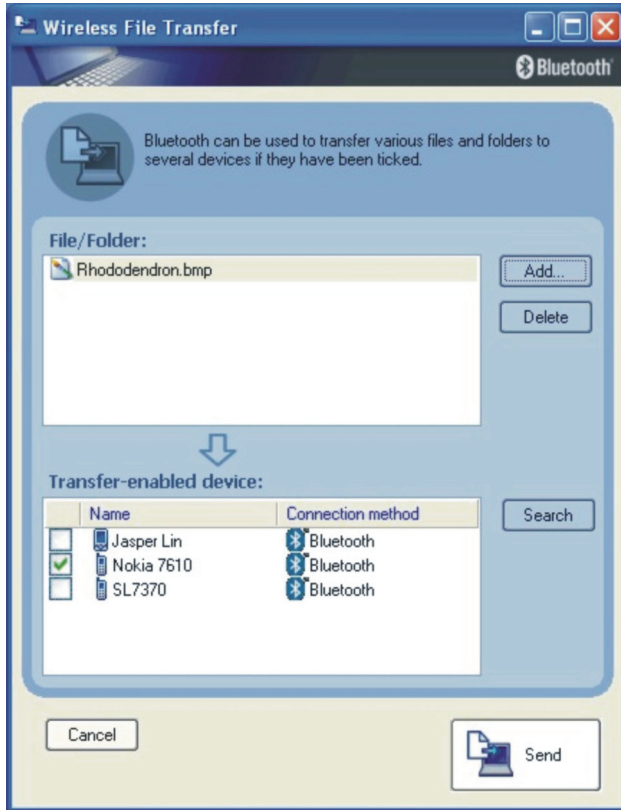 Wireless File Transfer
Bluetooth
Bluetooth can be used to transfer various files and folders to
several devices if they have been ticked.
File/Folder:
Rhododendron.bmp
Add...
Delete
Transfer-enabled device:
Name Connection method
Search
Jasper Lin Bluetooth
Nokia 7610 Bluetooth
SL7370 Bluetooth
Cancel
Send